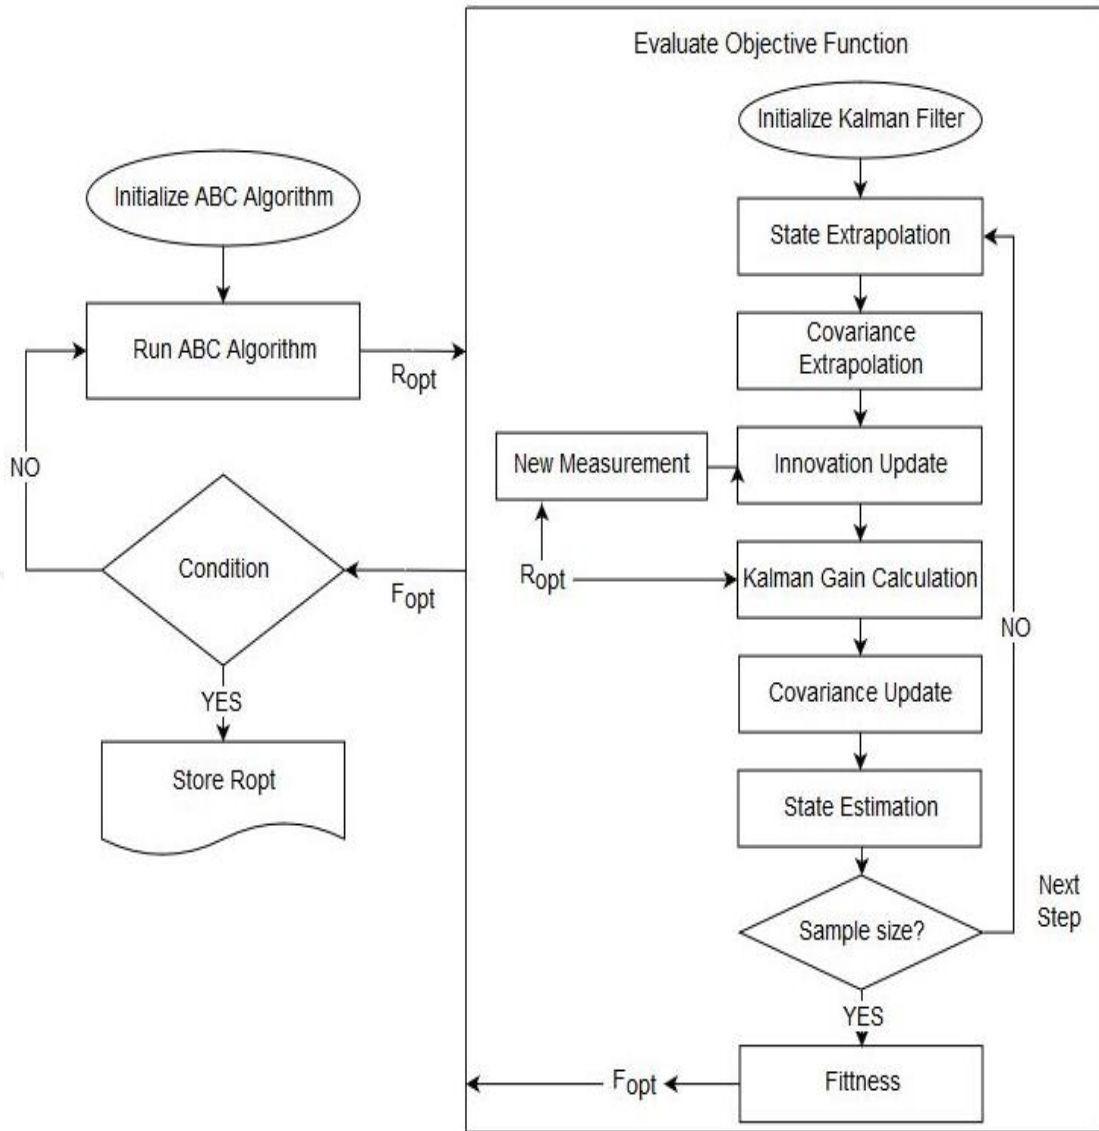 Evaluate Objective Function
Initialize Kalman Filter
Initialize ABC Algorithm
State Extrapolation
Run ABC Algorithm
Ropt
Covariance
Extrapolation
NO
New Measurement
Innovation Update
Condition
Fopt
Ropt
Kalman Gain Calculation
NO
YES
Covariance Update
Store Ropt
State Estimation
Next
Step
Sample size?
YES
Fopt
Fittness